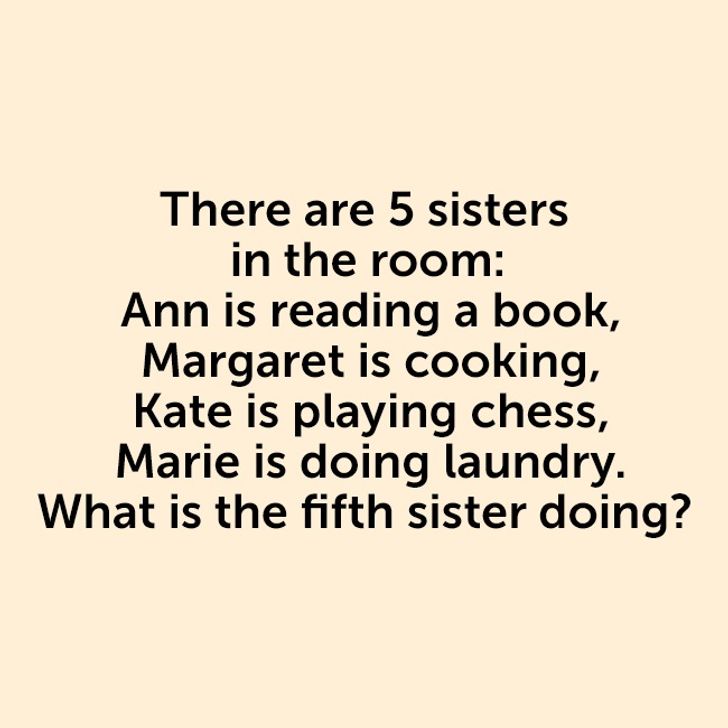 There are 5 sisters
in the room:
Ann is reading a book,
Margaret is cooking,
Kate is playing chess,
Marie is doing laundry.
What is the fifth sister doing?